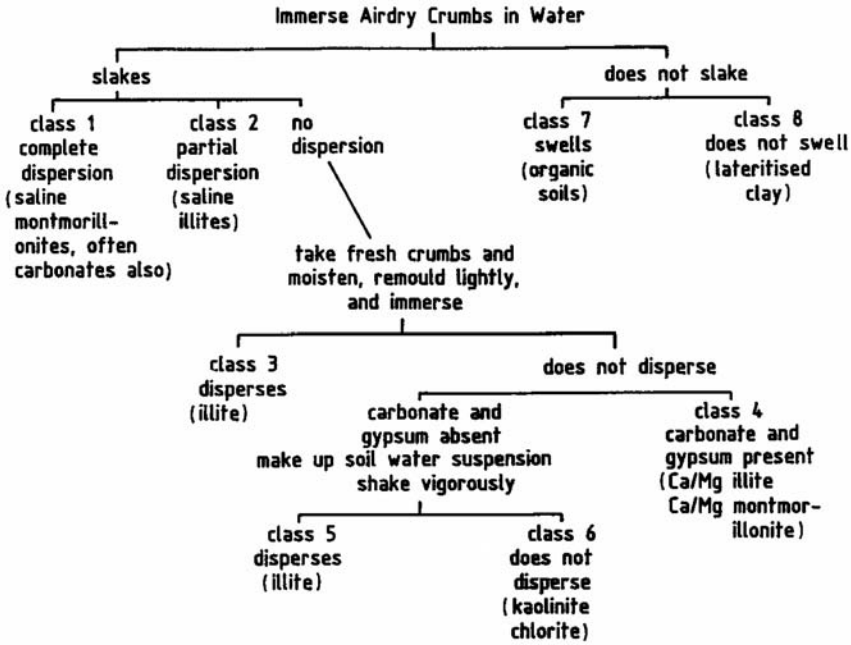 Immerse Airdry Crumbs in Water
slakes
does not slake
class 1
complete
dispersion
(saline
montmorill-
onites, often
carbonates also)
class 2
partial
dispersion
(saline
illites)
no
dispersion
class 7
swells
(organic
soils)
class 8
does not swell
(lateritised
clay)
take fresh crumbs and
moisten, remould lightly,
and immerse
class 3
disperses
(illite)
does not disperse
carbonate and
gypsum absent
make up soil water suspension
shake vigorously
class 4
carbonate and
gypsum present
(Ca/Mg illite
Ca/Mg montmor-
illonite)
class 5
disperses
(illite)
class 6
does not
disperse
(kaolinite
chlorite)